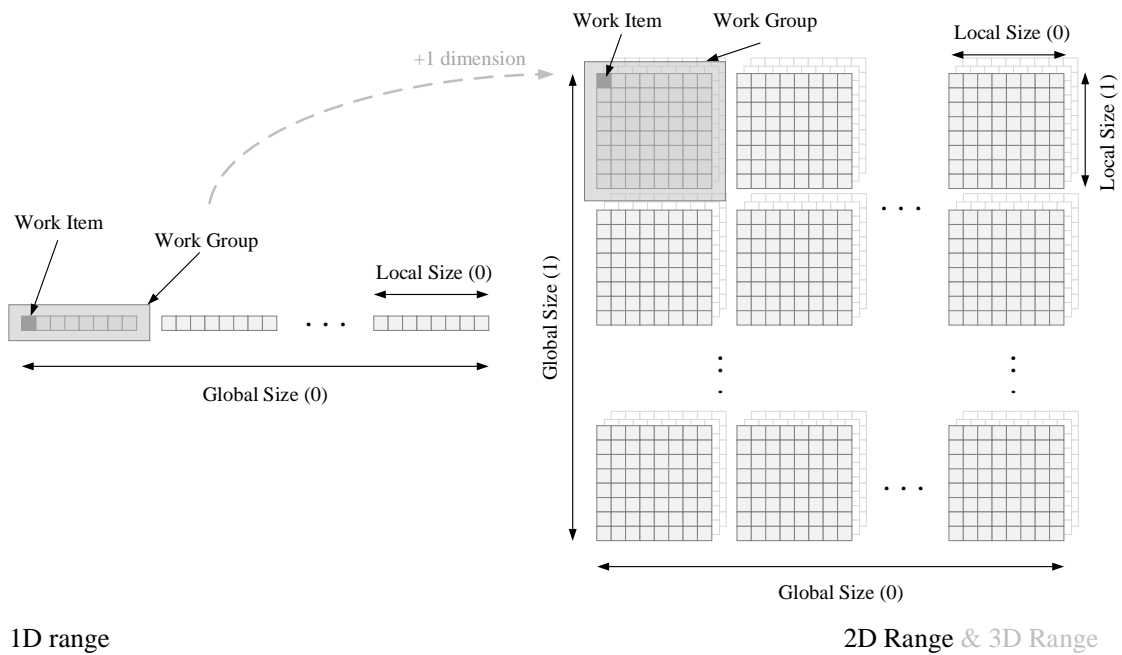 Work Item
Work Group
Local Size (0)
+1 dimension
Local Size (1)
Work Item
Work Group
Local Size (0)
Global Size (1)
Global Size (0)
Global Size (0)
1D range
2D Range & 3D Range